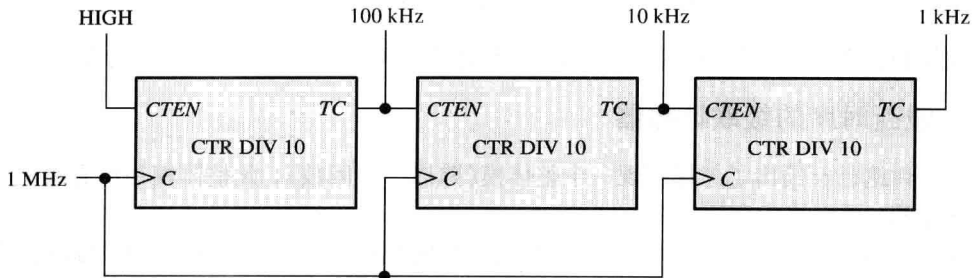 HIGH 100 kHz 10 kHz 1 kHz
CTEN TC CTEN TC CTEN TC
CTR DIV 10 CTR DIV 10 CTR DIV 10
1 MHz C C C